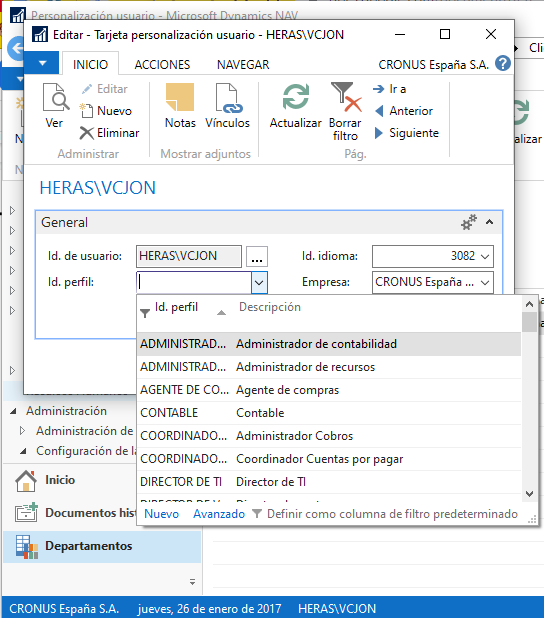 Personalización usuario - Microsoft Dynamics NAV
Editar - Tarjeta personalización usuario - HERAS\VCJON
INICIO ACCIONES NAVEGAR CRONUS España S.A.
Ver
Editar
Nuevo
Eliminar
Administrar
Notas
Vínculos
Mostrar adjuntos
Actualizar
Borrar filtro
Ir a
Anterior
Siguiente
Pág.
HERAS\VCJON
General
Id. de usuario: HERAS\VCJON ... Id. idioma: 3082
Id. perfil: Empresa: CRONUS España ...
Id. perfil Descripción
ADMINISTRAD... Administrador de contabilidad
ADMINISTRAD... Administrador de recursos
AGENTE DE CO... Agente de compras
CONTABLE Contable
COORDINADO... Administrador Cobros
COORDINADO... Coordinador Cuentas por pagar
DIRECTOR DE TI Director de TI
Nuevo Avanzado Definir como columna de filtro predeterminado
Administración
Administración de
Configuración de la
Inicio
Documentos hist
Departamentos
CRONUS España S.A. jueves, 26 de enero de 2017 HERAS\VCJON